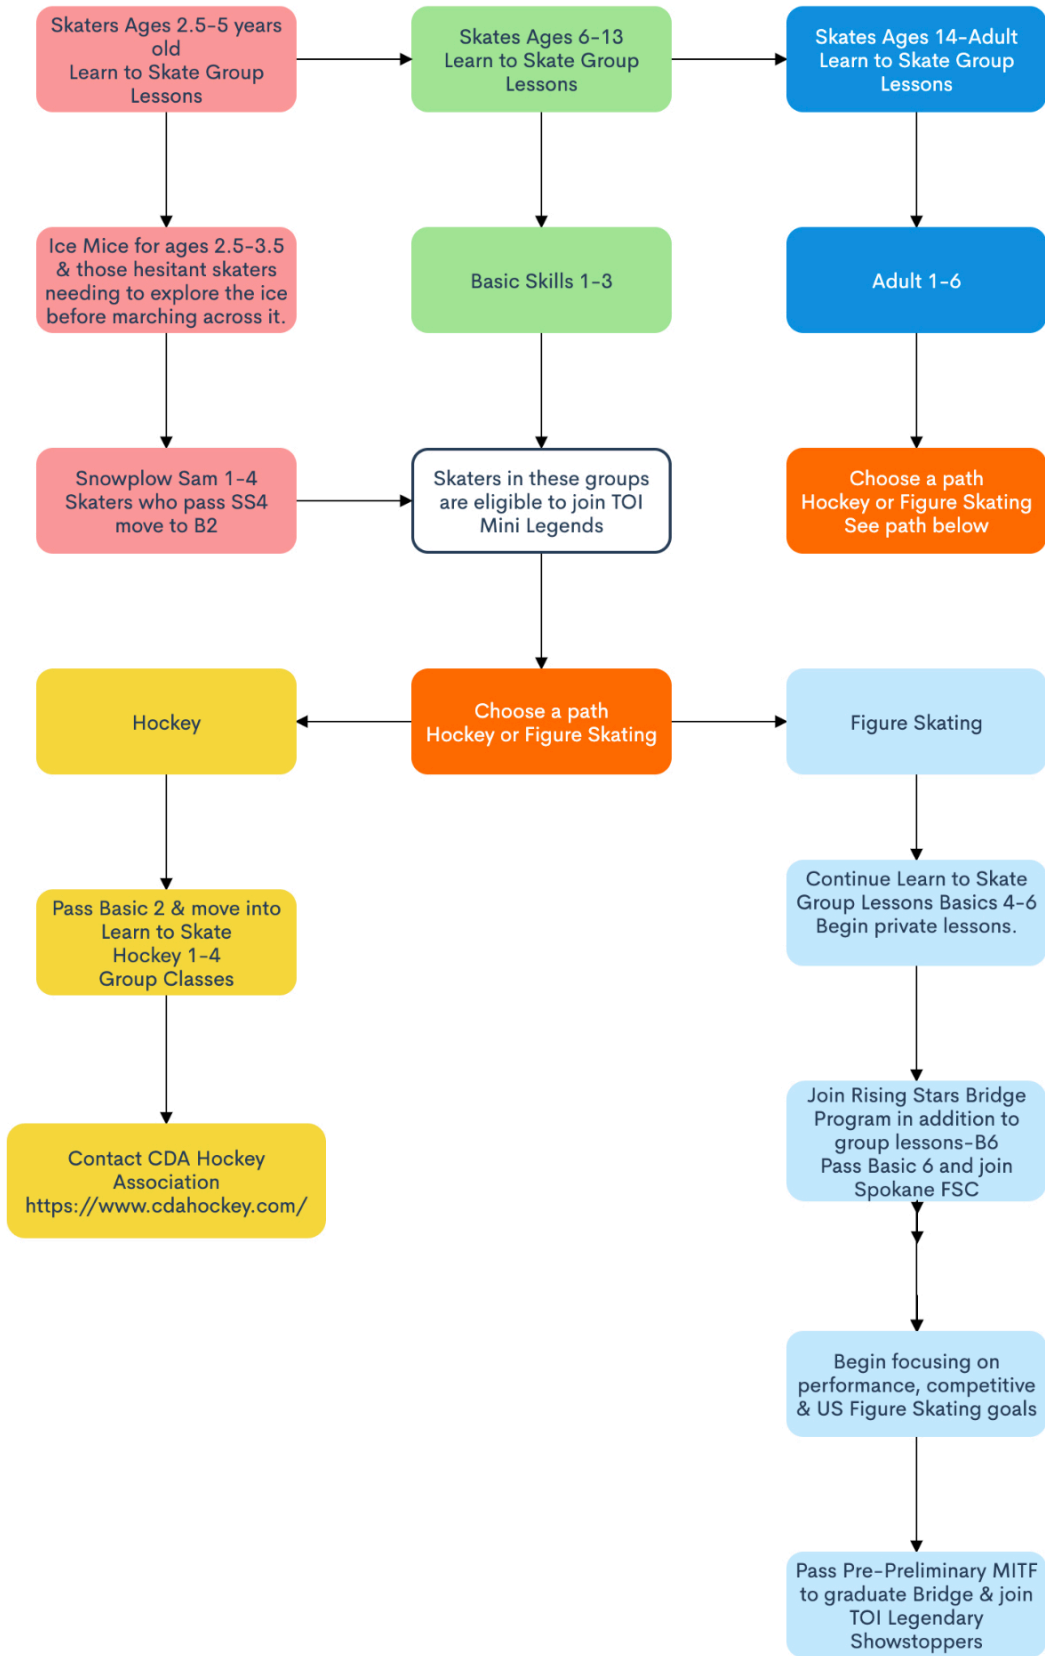 Skaters Ages 2.5-5 years
old
Learn to Skate Group
Lessons
Skates Ages 6-13
Learn to Skate Group
Lessons
Skates Ages 14-Adult
Learn to Skate Group
Lessons
Ice Mice for ages 2.5-3.5
& those hesitant skaters
needing to explore the ice
before marching across it.
Basic Skills 1-3
Adult 1-6
Snowplow Sam 1-4
Skaters who pass SS4
move to B2
Skaters in these groups
are eligible to join TOI
Mini Legends
Choose a path
Hockey or Figure Skating
See path below
Hockey
Choose a path
Hockey or Figure Skating
Figure Skating
Pass Basic 2 & move into
Learn to Skate
Hockey 1-4
Group Classes
Continue Learn to Skate
Group Lessons Basics 4-6
Begin private lessons.
Contact CDA Hockey
Association
https://www.cdahockey.com/
Join Rising Stars Bridge
Program in addition to
group lessons-B6
Pass Basic 6 and join
Spokane FSC
Begin focusing on
performance, competitive
& US Figure Skating goals
Pass Pre-Preliminary MITF
to graduate Bridge & join
TOI Legendary
Showstoppers